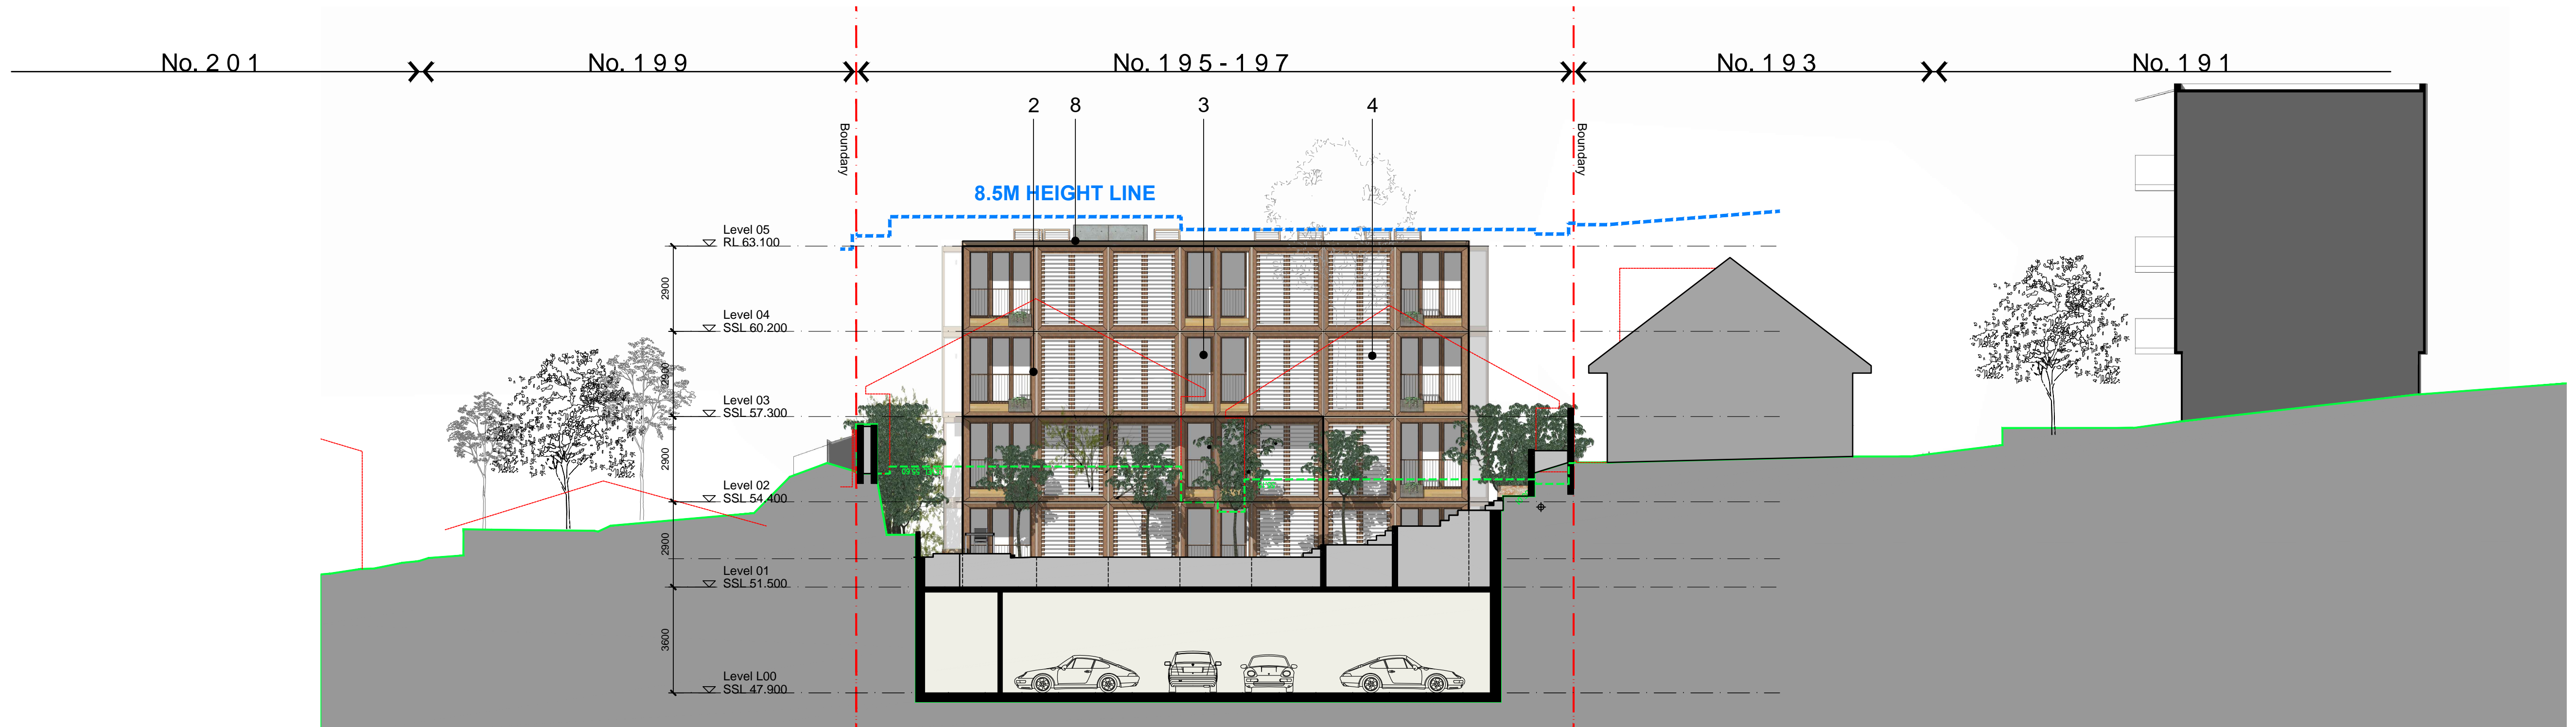 No. 2 0 1
No. 1 9 9
No. 1 9 5 - 1 9 7
No. 1 9 3
No. 1 9 1
2
8
3
4
Boundary
Boundary
8.5M HEIGHT LINE
Level 05
RL 63.100
2900
Level 04
SSL 60.200
2900
Level 03
SSL 57.300
2900
Level 02
SSL 54.400
2900
Level 01
SSL 51.500
3600
Level L00
SSL 47.900